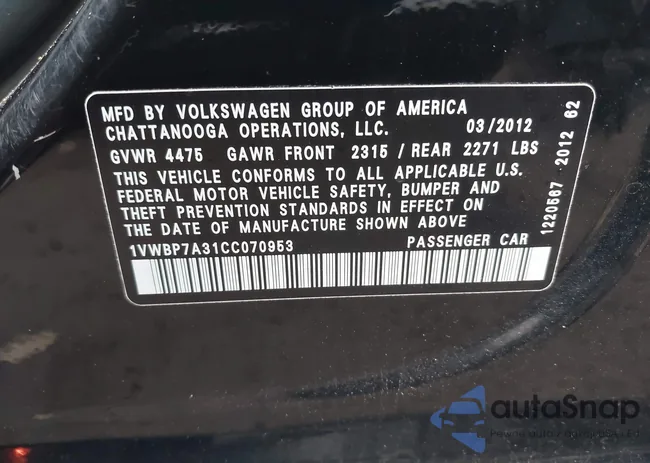 MFD BY VOLKSWAGEN GROUP OF AMERICA
CHATTANOOGA OPERATIONS, LLC. 03/2012
GVWR 4475 GAWR FRONT 2315 / REAR 2271 LBS
THIS VEHICLE CONFORMS TO ALL APPLICABLE U.S.
FEDERAL MOTOR VEHICLE SAFETY, BUMPER AND
THEFT PREVENTION STANDARDS IN EFFECT ON
THE DATE OF MANUFACTURE SHOWN ABOVE
1VWBP7A31CC070953 PASSENGER CAR
1220567 2012 62
autoSnap